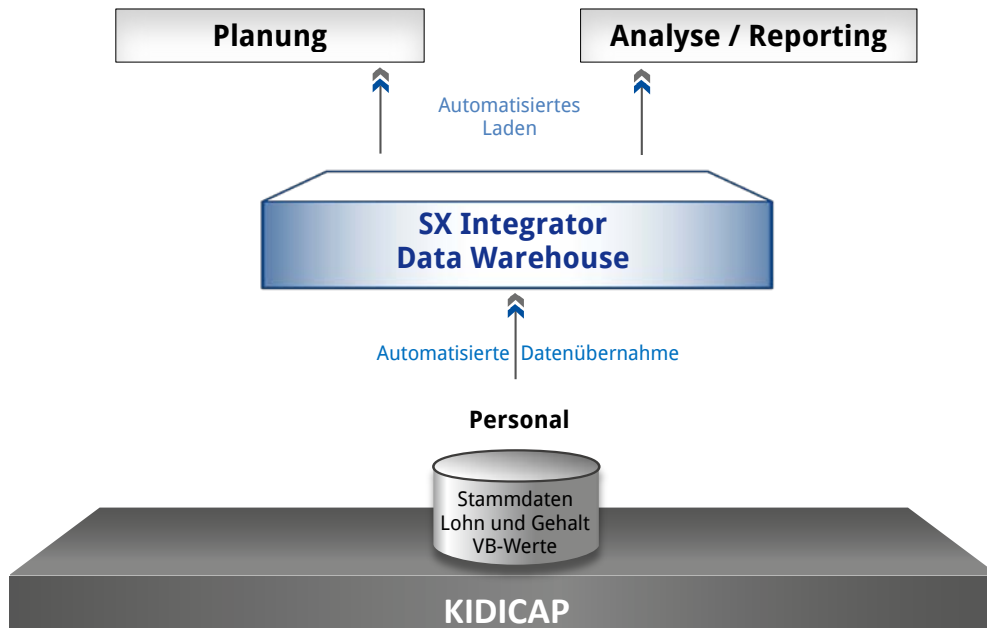 Planung
Analyse / Reporting
Automatisiertes
Laden
SX Integrator
Data Warehouse
Automatisierte Datenübernahme
Personal
Stammdaten
Lohn und Gehalt
VB-Werte
KIDICAP